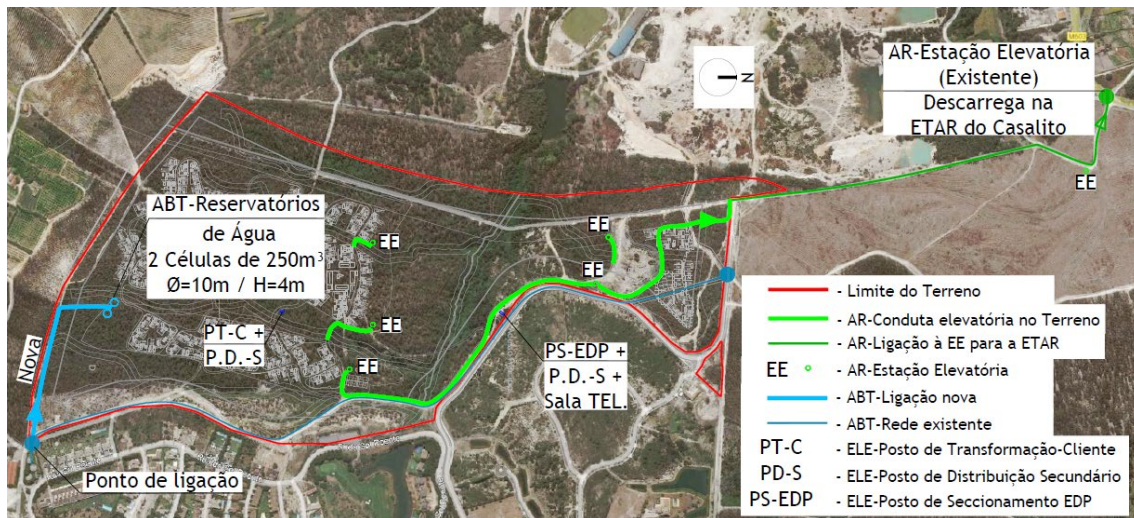 AR-Estação Elevatória
(Existente)
Descarrega na
ETAR do Casalito
N
EE
ABT-Reservatórios
de Água
2 Células de 250m³
Ø=10m / H=4m
EE
EE
EE
PT-C +
P.D.-S
EE
EE
PS-EDP +
P.D.-S +
Sala TEL.
Nova
Ponto de ligação
- Limite do Terreno
- AR-Conduta elevatória no Terreno
- AR-Ligação à EE para a ETAR
EE - AR-Estação Elevatória
- ABT-Ligação nova
- ABT-Rede existente
PT-C - ELE-Posto de Transformação-Cliente
PD-S - ELE-Posto de Distribuição Secundário
PS-EDP - ELE-Posto de Seccionamento EDP